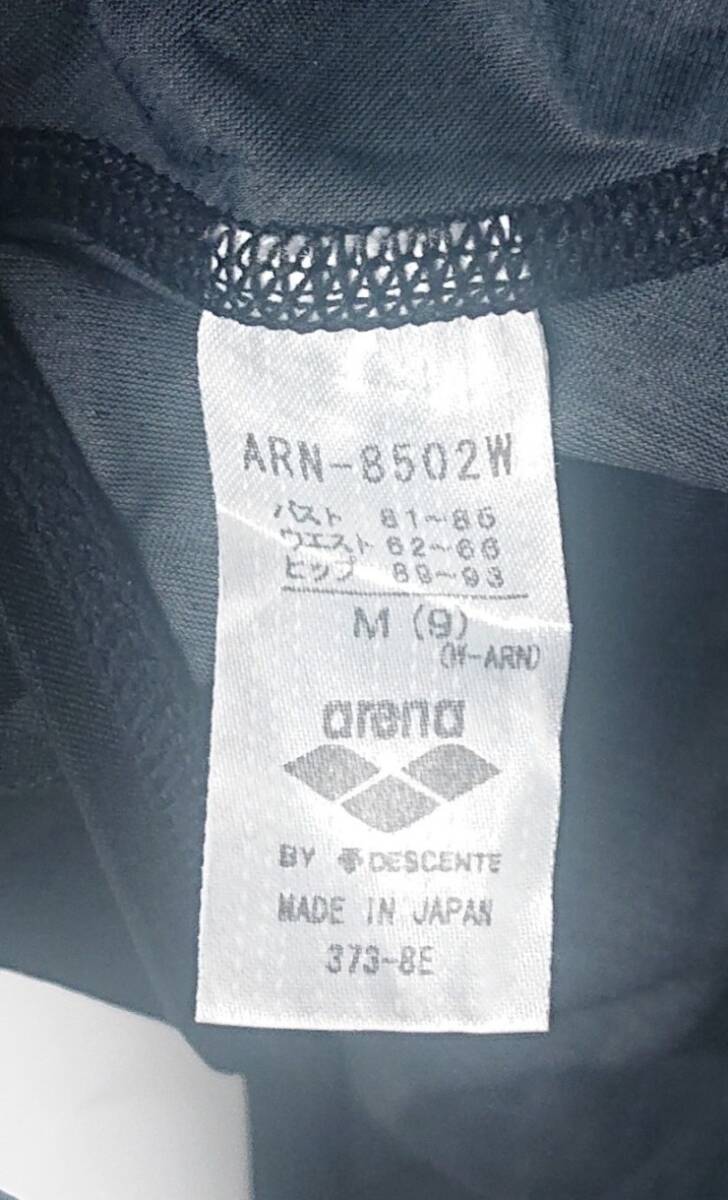 ARN-8502W
バスト 81~85
ウエスト 62~66
ヒップ 89~93
M (9)
(W-ARN)
arena
BY DESCENTE
MADE IN JAPAN
373-8E